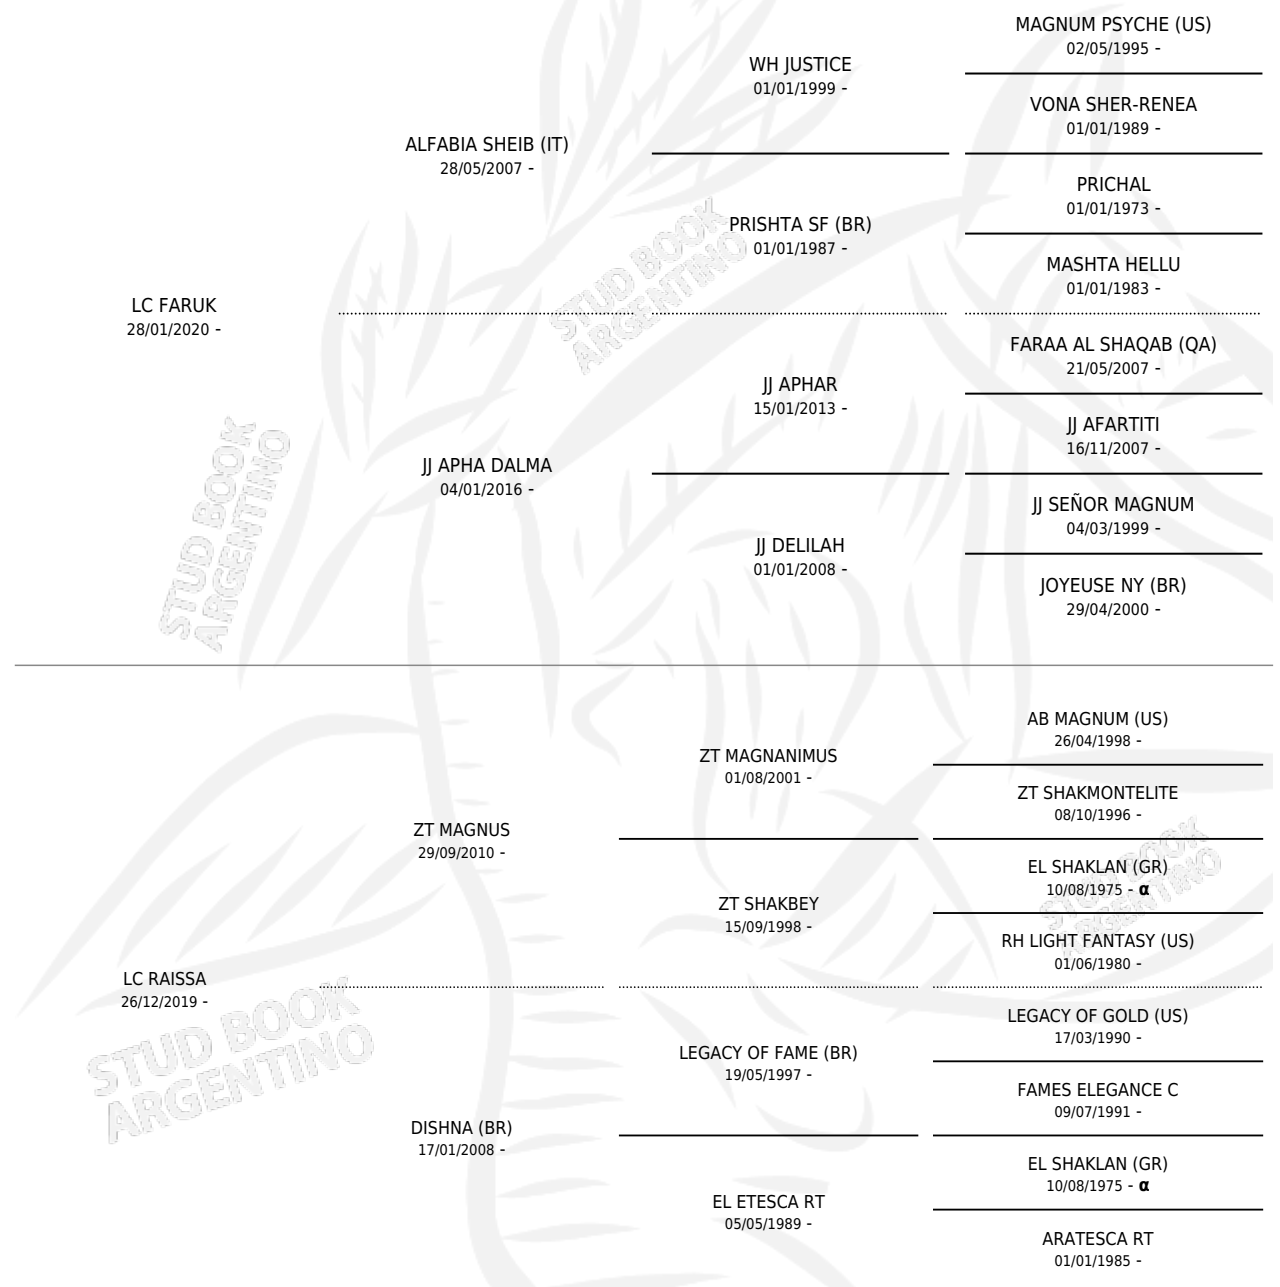 MAGNUM PSYCHE (US)
02/05/1995 -
WH JUSTICE
01/01/1999 -
VONA SHER-RENEA
01/01/1989 -
ALFABIA SHEIB (IT)
28/05/2007 -
PRICHAL
01/01/1973 -
PRISHTA SF (BR)
01/01/1987 -
MASHTA HELLU
01/01/1983 -
LC FARUK
28/01/2020 -
STUD BOOK
ARGENTINO
FARAA AL SHAQAB (QA)
21/05/2007 -
JJ APHAR
15/01/2013 -
JJ AFARTITI
16/11/2007 -
JJ APHA DALMA
04/01/2016 -
JJ SEÑOR MAGNUM
04/03/1999 -
JJ DELILAH
01/01/2008 -
JOYEUSE NY (BR)
29/04/2000 -
STUD BOOK
ARGENTINO
AB MAGNUM (US)
26/04/1998 -
ZT MAGNANIMUS
01/08/2001 -
ZT SHAKMONTELITE
08/10/1996 -
ZT MAGNUS
29/09/2010 -
EL SHAKLAN (GR)
10/08/1975 - α
ZT SHAKBEY
15/09/1998 -
RH LIGHT FANTASY (US)
01/06/1980 -
STUD BOOK
ARGENTINO
LC RAISSA
26/12/2019 -
STUD BOOK
ARGENTINO
LEGACY OF GOLD (US)
17/03/1990 -
LEGACY OF FAME (BR)
19/05/1997 -
FAMES ELEGANCE C
09/07/1991 -
DISHNA (BR)
17/01/2008 -
EL SHAKLAN (GR)
10/08/1975 - α
EL ETESCA RT
05/05/1989 -
ARATESCA RT
01/01/1985 -